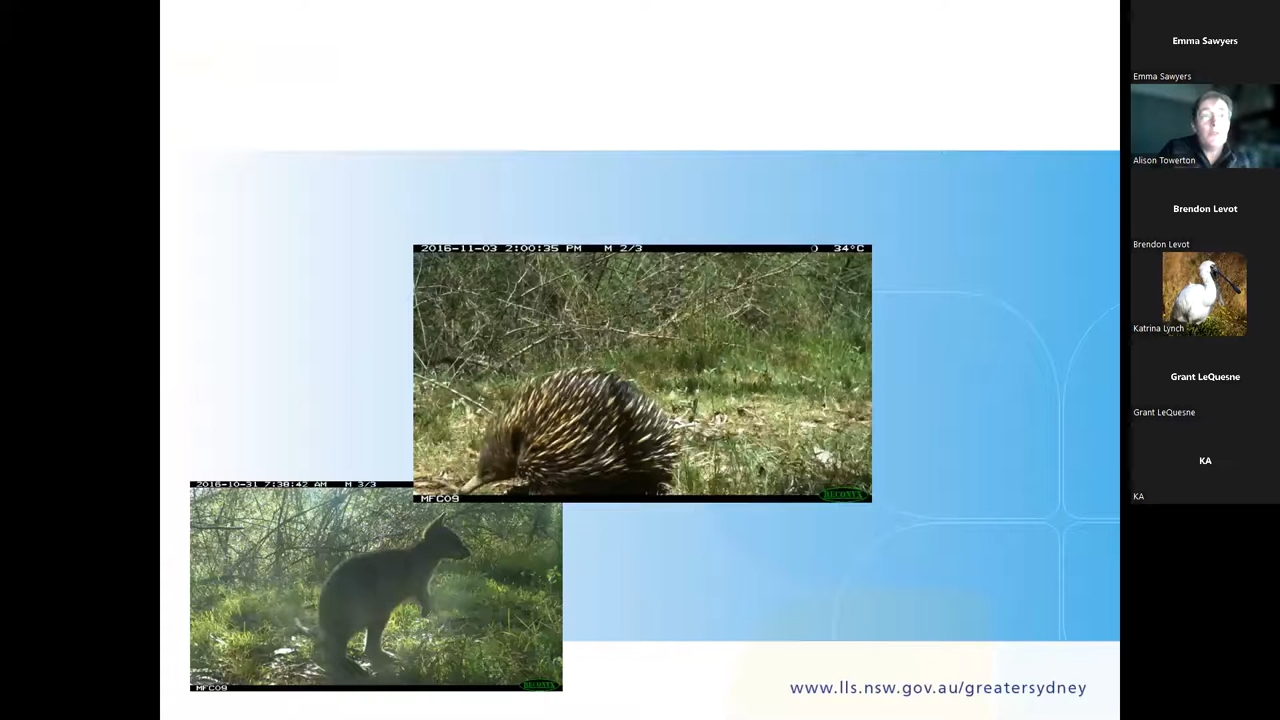 2016-11-03 2:00:35 PM M 2/3 34°C
MFC09
RECONYX
2016-10-31 7:38:42 AM M 3/3
MFC09
RECONYX
www.lls.nsw.gov.au/greatersydney
Emma Sawyers
Emma Sawyers
Alison Towerton
Brendon Levot
Brendon Levot
Katrina Lynch
Grant LeQuesne
Grant LeQuesne
KA
KA